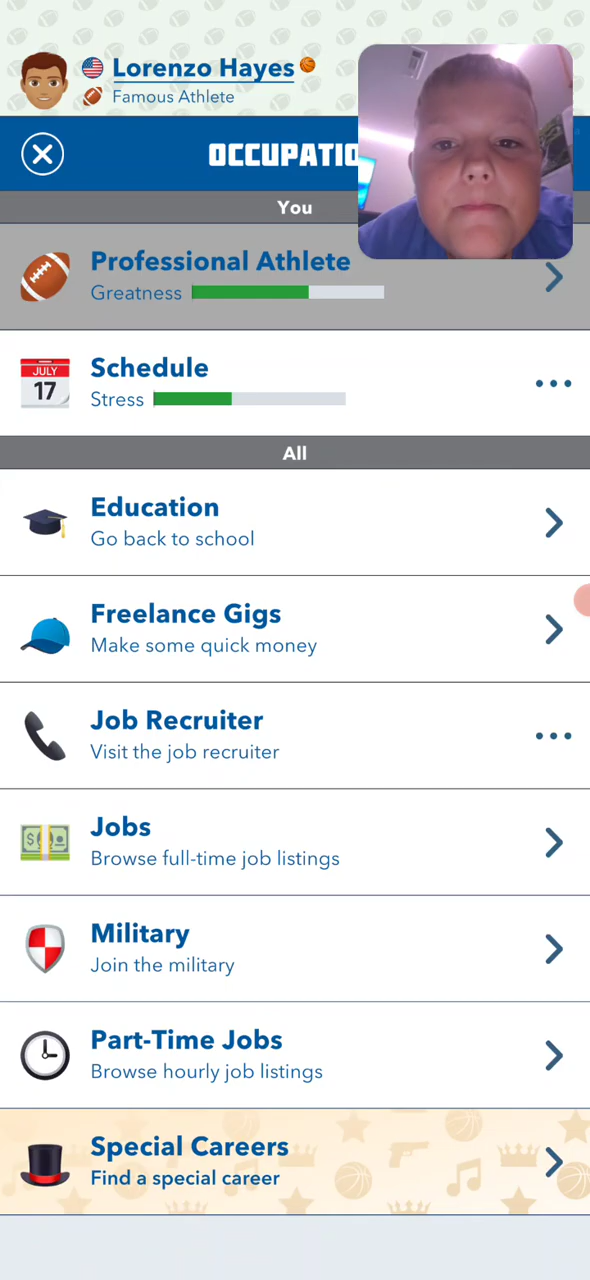 Lorenzo Hayes
Famous Athlete
OCCUPATIO
You
Professional Athlete
Greatness
JULY
17
Schedule
Stress
All
Education
Go back to school
Freelance Gigs
Make some quick money
Job Recruiter
Visit the job recruiter
Jobs
Browse full-time job listings
Military
Join the military
Part-Time Jobs
Browse hourly job listings
Special Careers
Find a special career